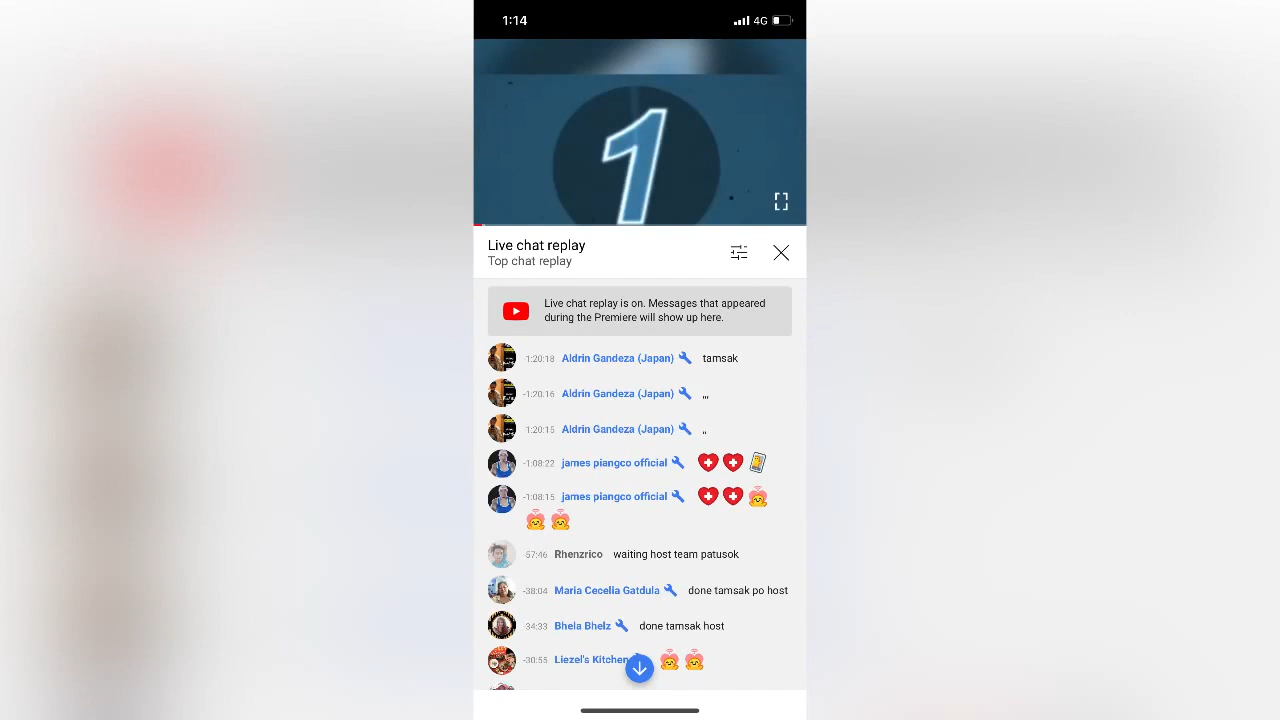 1:14
4G
1
Live chat replay
Top chat replay
Live chat replay is on. Messages that appeared
during the Premiere will show up here.
1:20:18 Aldrin Gandeza (Japan) tamsak
-1:20:16 Aldrin Gandeza (Japan) ,,,
-1:20:15 Aldrin Gandeza (Japan) ,,
-1:08:22 james piangco official
-1:08:15 james piangco official
-57:46 Rhenzrico waiting host team patusok
-38:04 Maria Cecelia Gatdula done tamsak po host
-34:33 Bhela Bhelz done tamsak host
-30:55 Liezel's Kitchen